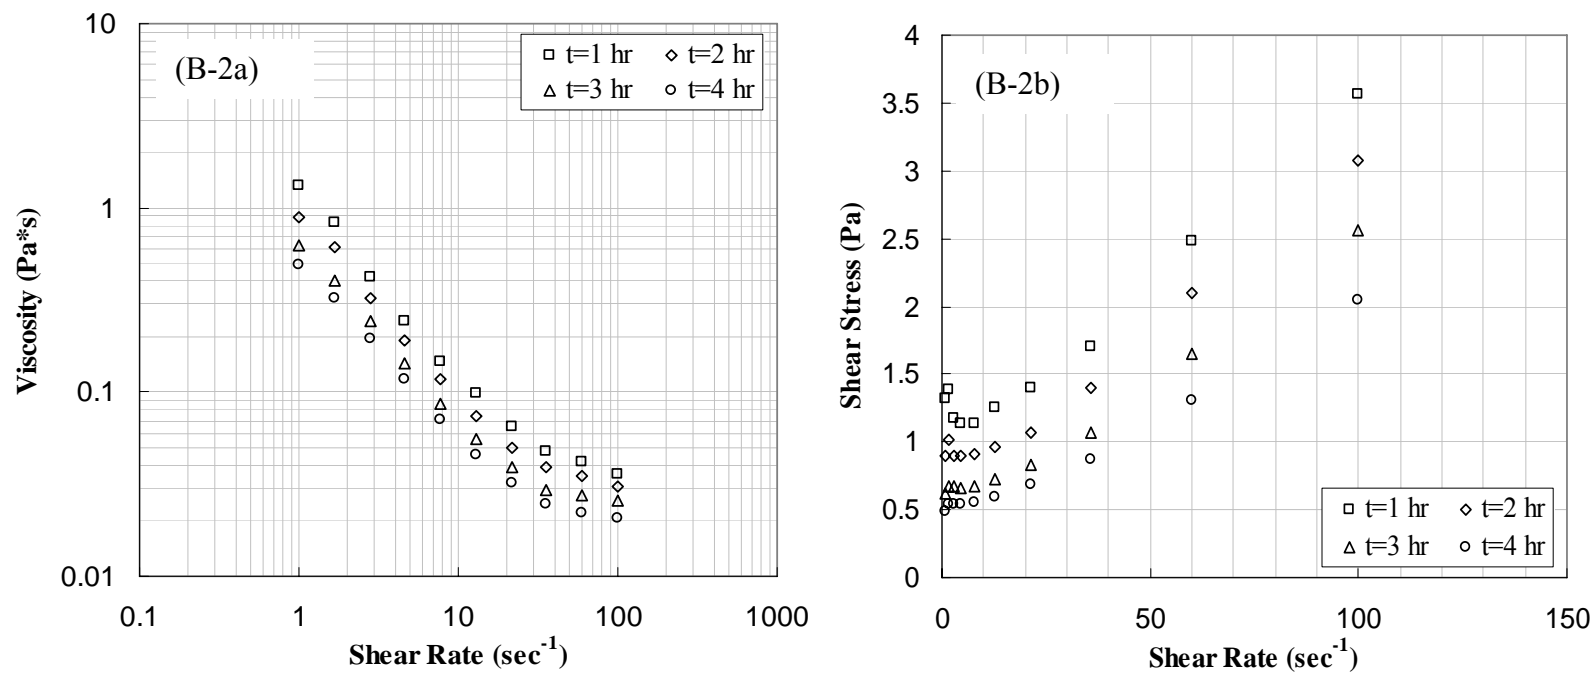 (B-2a)
t=1 hr t=2 hr
t=3 hr t=4 hr
10
1
0.1
0.01
Viscosity (Pa*s)
0.1 1 10 100 1000
Shear Rate (sec⁻¹)
(B-2b)
4
3.5
3
2.5
2
1.5
1
0.5
0
Shear Stress (Pa)
t=1 hr t=2 hr
t=3 hr t=4 hr
0 50 100 150
Shear Rate (sec⁻¹)